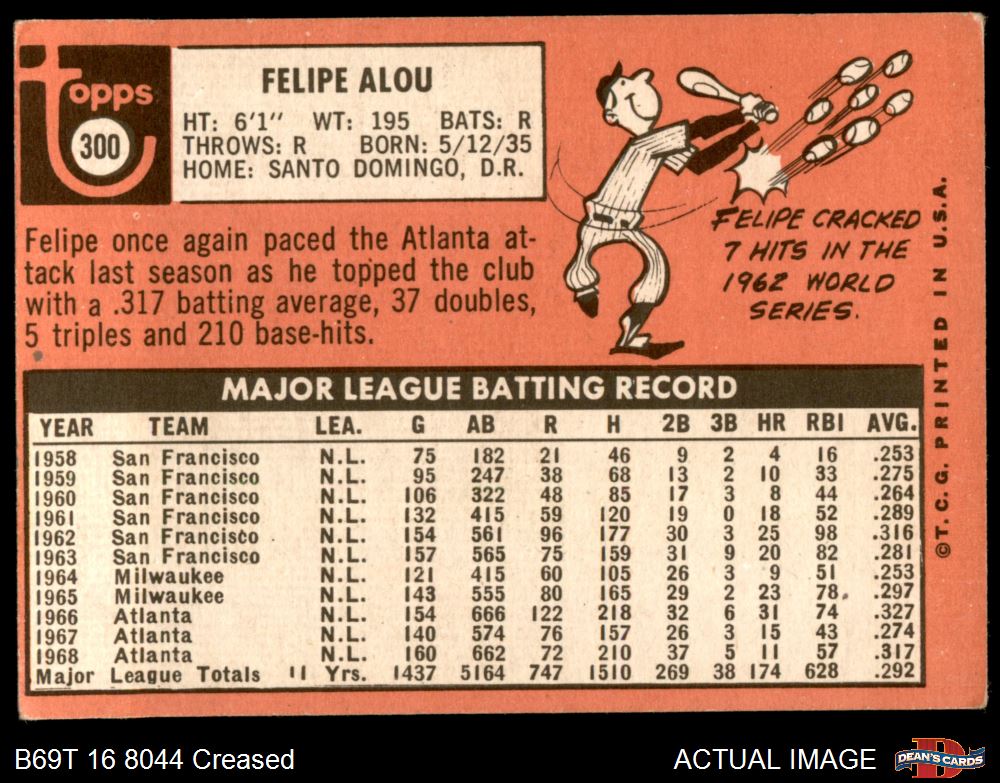 Topps
300
FELIPE ALOU
HT: 6'1" WT: 195 BATS: R
THROWS: R BORN: 5/12/35
HOME: SANTO DOMINGO, D.R.
Felipe once again paced the Atlanta at-
tack last season as he topped the club
with a .317 batting average, 37 doubles,
5 triples and 210 base-hits.
FELIPE CRACKED
7 HITS IN THE
1962 WORLD
SERIES.
©T.C.G. PRINTED IN U.S.A.
MAJOR LEAGUE BATTING RECORD
YEAR TEAM LEA. G AB R H 2B 3B HR RBI AVG.
1958 San Francisco N.L. 75 182 21 46 9 2 4 16 .253
1959 San Francisco N.L. 95 247 38 68 13 2 10 33 .275
1960 San Francisco N.L. 106 322 48 85 17 3 8 44 .264
1961 San Francisco N.L. 132 415 59 120 19 0 18 52 .289
1962 San Francisco N.L. 154 561 96 177 30 3 25 98 .316
1963 San Francisco N.L. 157 565 75 159 31 9 20 82 .281
1964 Milwaukee N.L. 121 415 60 105 26 3 9 51 .253
1965 Milwaukee N.L. 143 555 80 165 29 2 23 78 .297
1966 Atlanta N.L. 154 666 122 218 32 6 31 74 .327
1967 Atlanta N.L. 140 574 76 157 26 3 15 43 .274
1968 Atlanta N.L. 160 662 72 210 37 5 11 57 .317
Major League Totals 11 Yrs. 1437 5164 747 1510 269 38 174 628 .292
B69T 16 8044 Creased
ACTUAL IMAGE
DEAN'S CARDS